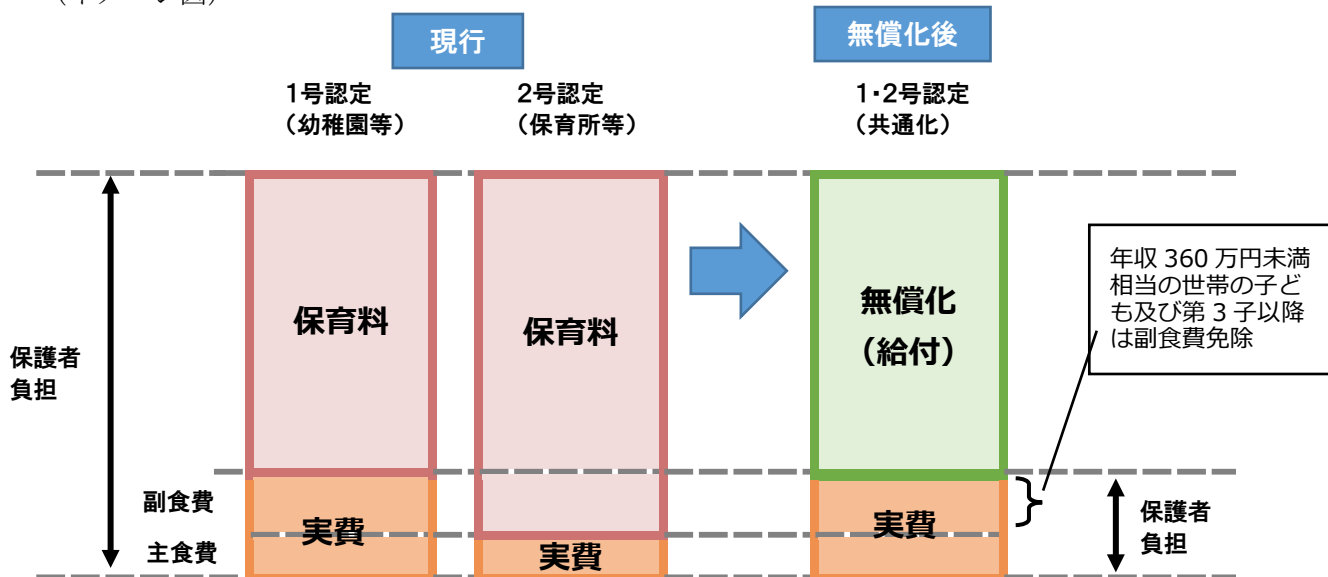 現行
無償化後
1号認定
（幼稚園等）
2号認定
（保育所等）
1・2号認定
（共通化）
保育料
保育料
無償化
（給付）
年収 360 万円未満
相当の世帯の子ど
も及び第 3 子以降
は副食費免除
保護者
負担
副食費
主食費
実費
実費
実費
保護者
負担